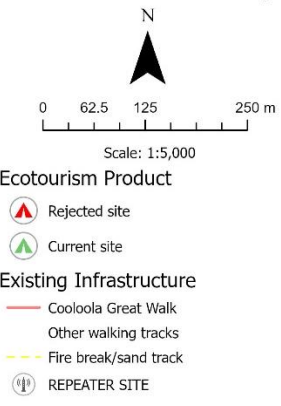 N
0 62.5 125 250 m
Scale: 1:5,000
Ecotourism Product
Rejected site
Current site
Existing Infrastructure
Cooloola Great Walk
Other walking tracks
Fire break/sand track
REPEATER SITE